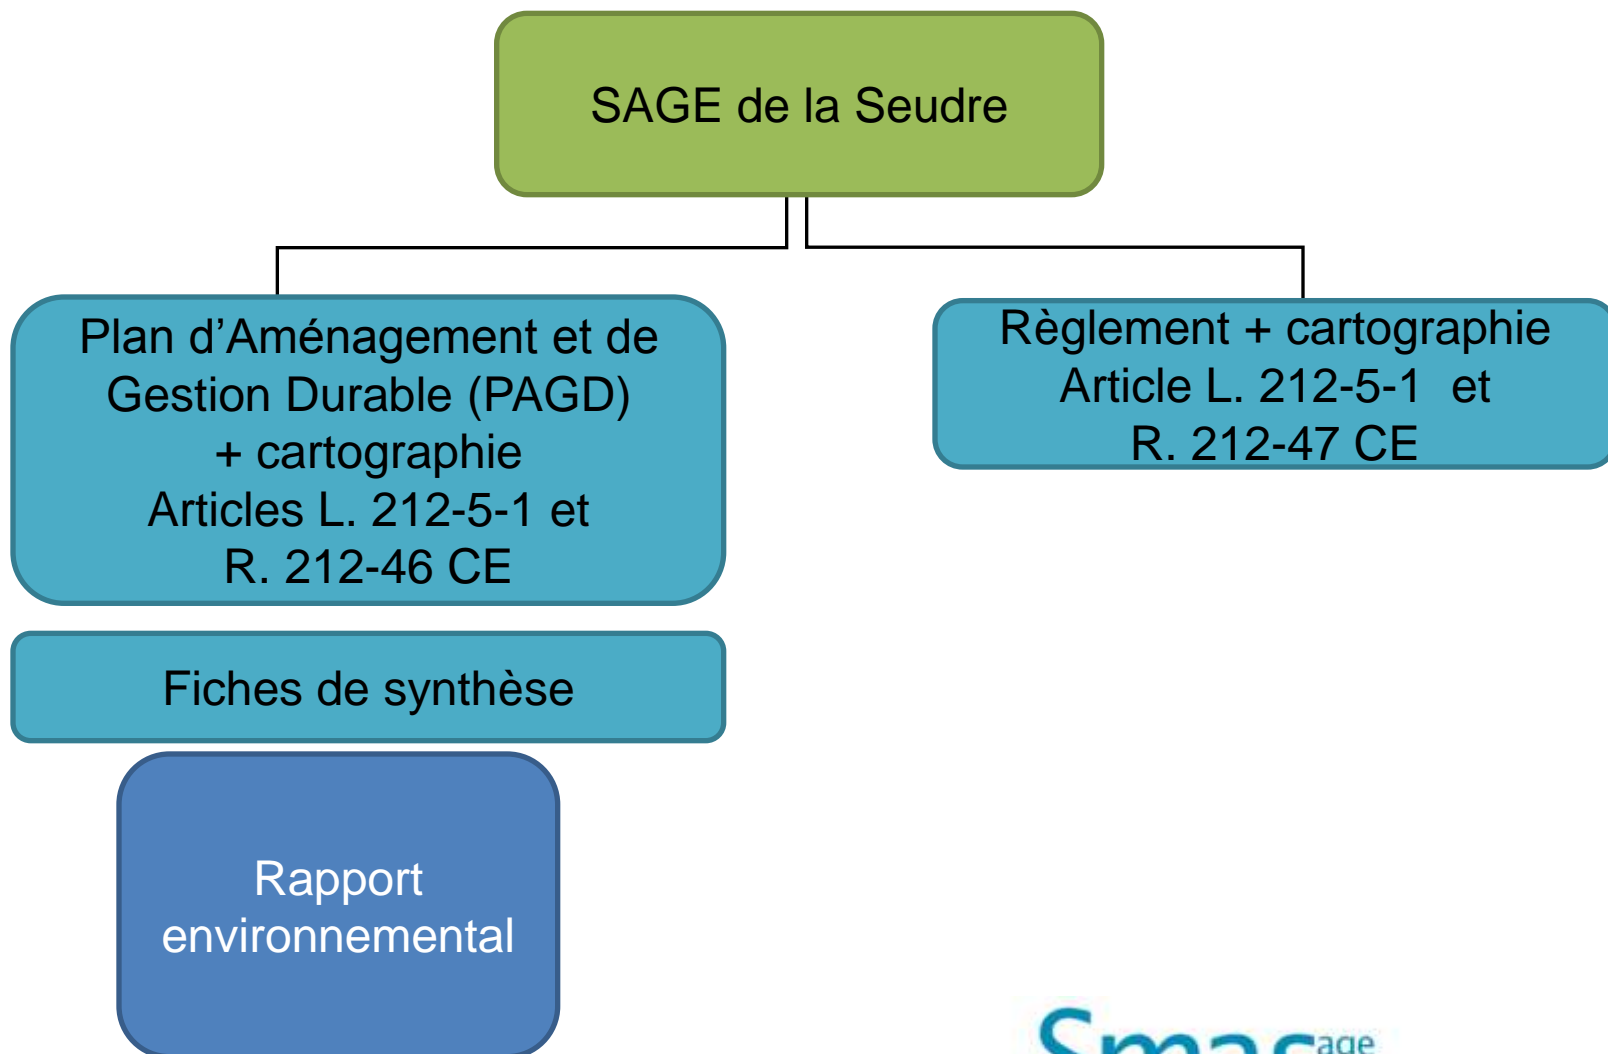 SAGE de la Seudre
Plan d’Aménagement et de
Gestion Durable (PAGD)
+ cartographie
Articles L. 212-5-1 et
R. 212-46 CE
Règlement + cartographie
Article L. 212-5-1 et
R. 212-47 CE
Fiches de synthèse
Rapport
environnemental
age